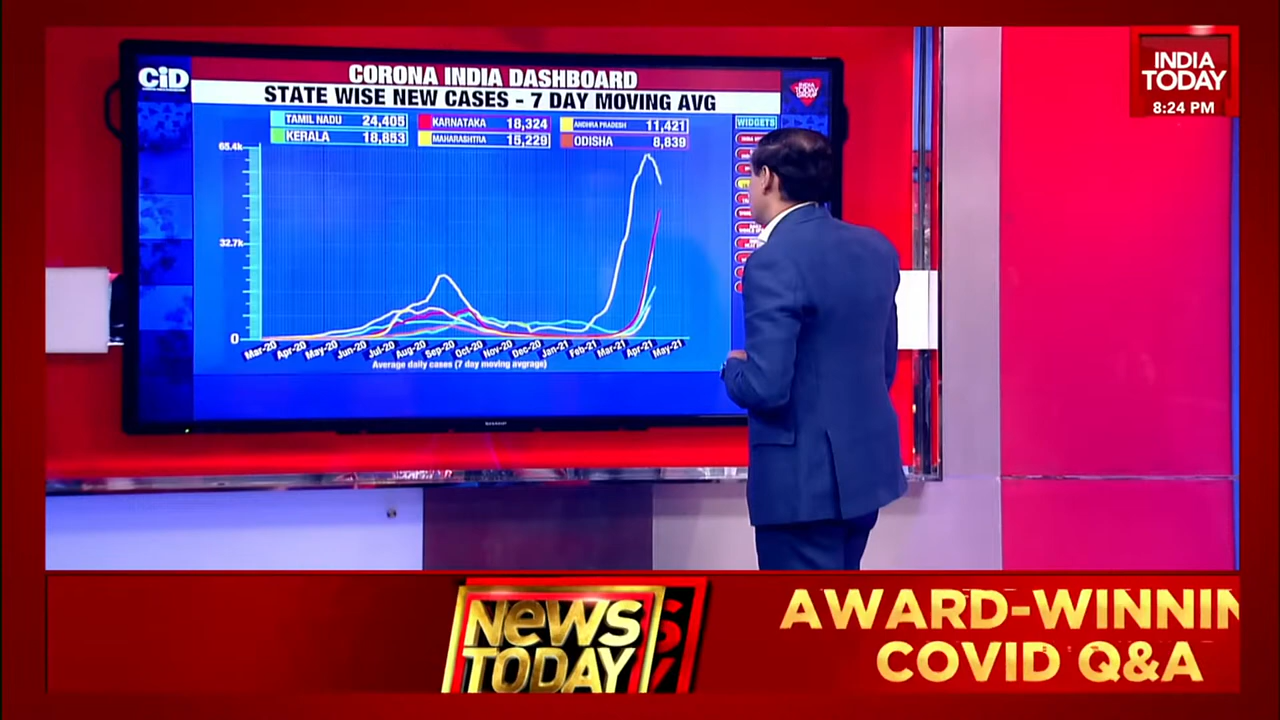 CiD
CORONA INDIA DASHBOARD
STATE WISE NEW CASES - 7 DAY MOVING AVG
INDIA
TODAY
TAMIL NADU 24,405
KARNATAKA 18,324
ANDHRA PRADESH 11,421
KERALA 18,853
MAHARASHTRA 15,229
ODISHA 8,839
WIDGETS
65.4k
32.7k
0
Mar-20 Apr-20 May-20 Jun-20 Jul-20 Aug-20 Sep-20 Oct-20 Nov-20 Dec-20 Jan-21 Feb-21 Mar-21 Apr-21 May-21
Average daily cases (7 day moving avgrage)
SHARP
INDIA
TODAY
8:24 PM
NEWS
TODAY
AWARD-WINNIN
COVID Q&A